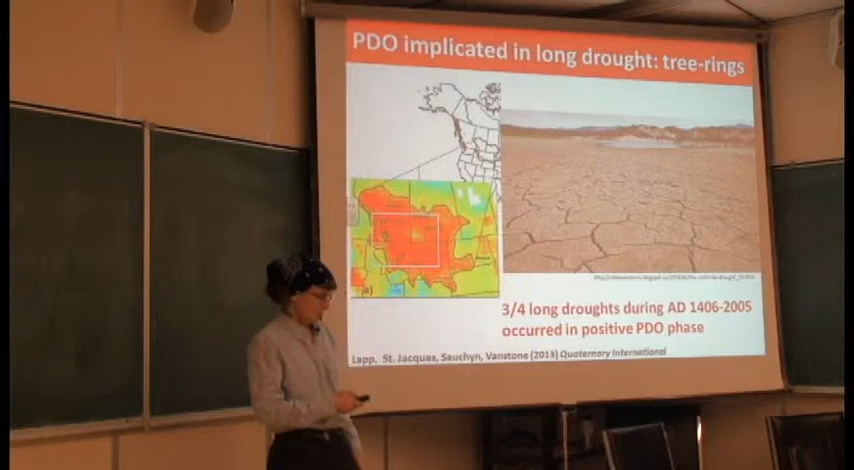 PDO implicated in long drought: tree-rings
3/4 long droughts during AD 1406-2005
occurred in positive PDO phase
Lapp, St. Jacques, Sauchyn, Vanstone (2013) Quaternary International